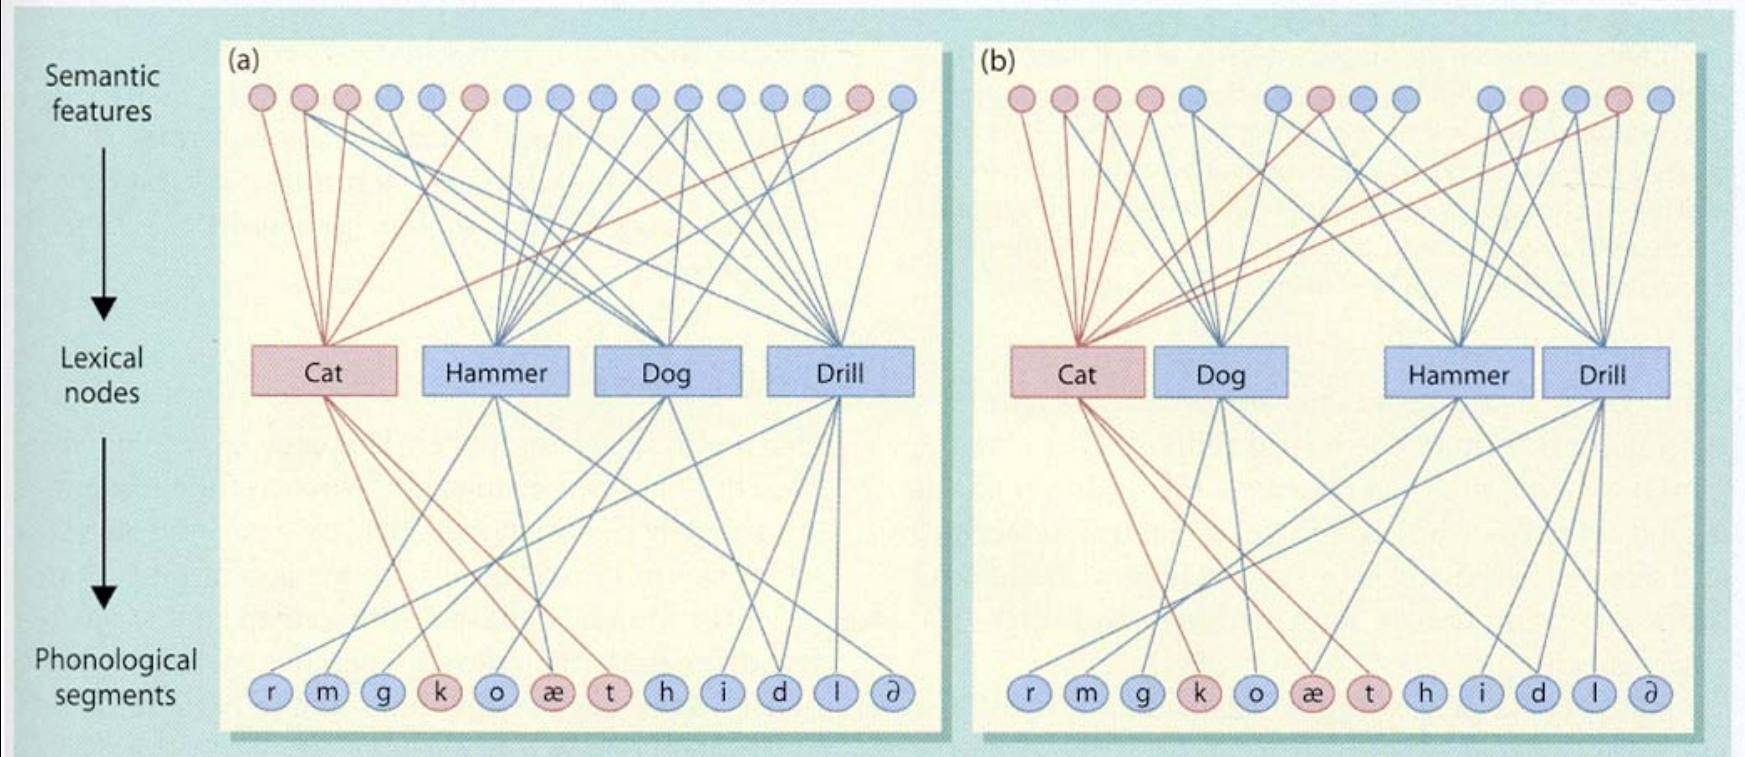 Semantic
features
Lexical
nodes
Phonological
segments
(a)
Cat
Hammer
Dog
Drill
r m g k o æ t h i d l ∂
(b)
Cat
Dog
Hammer
Drill
r m g k o æ t h i d l ∂